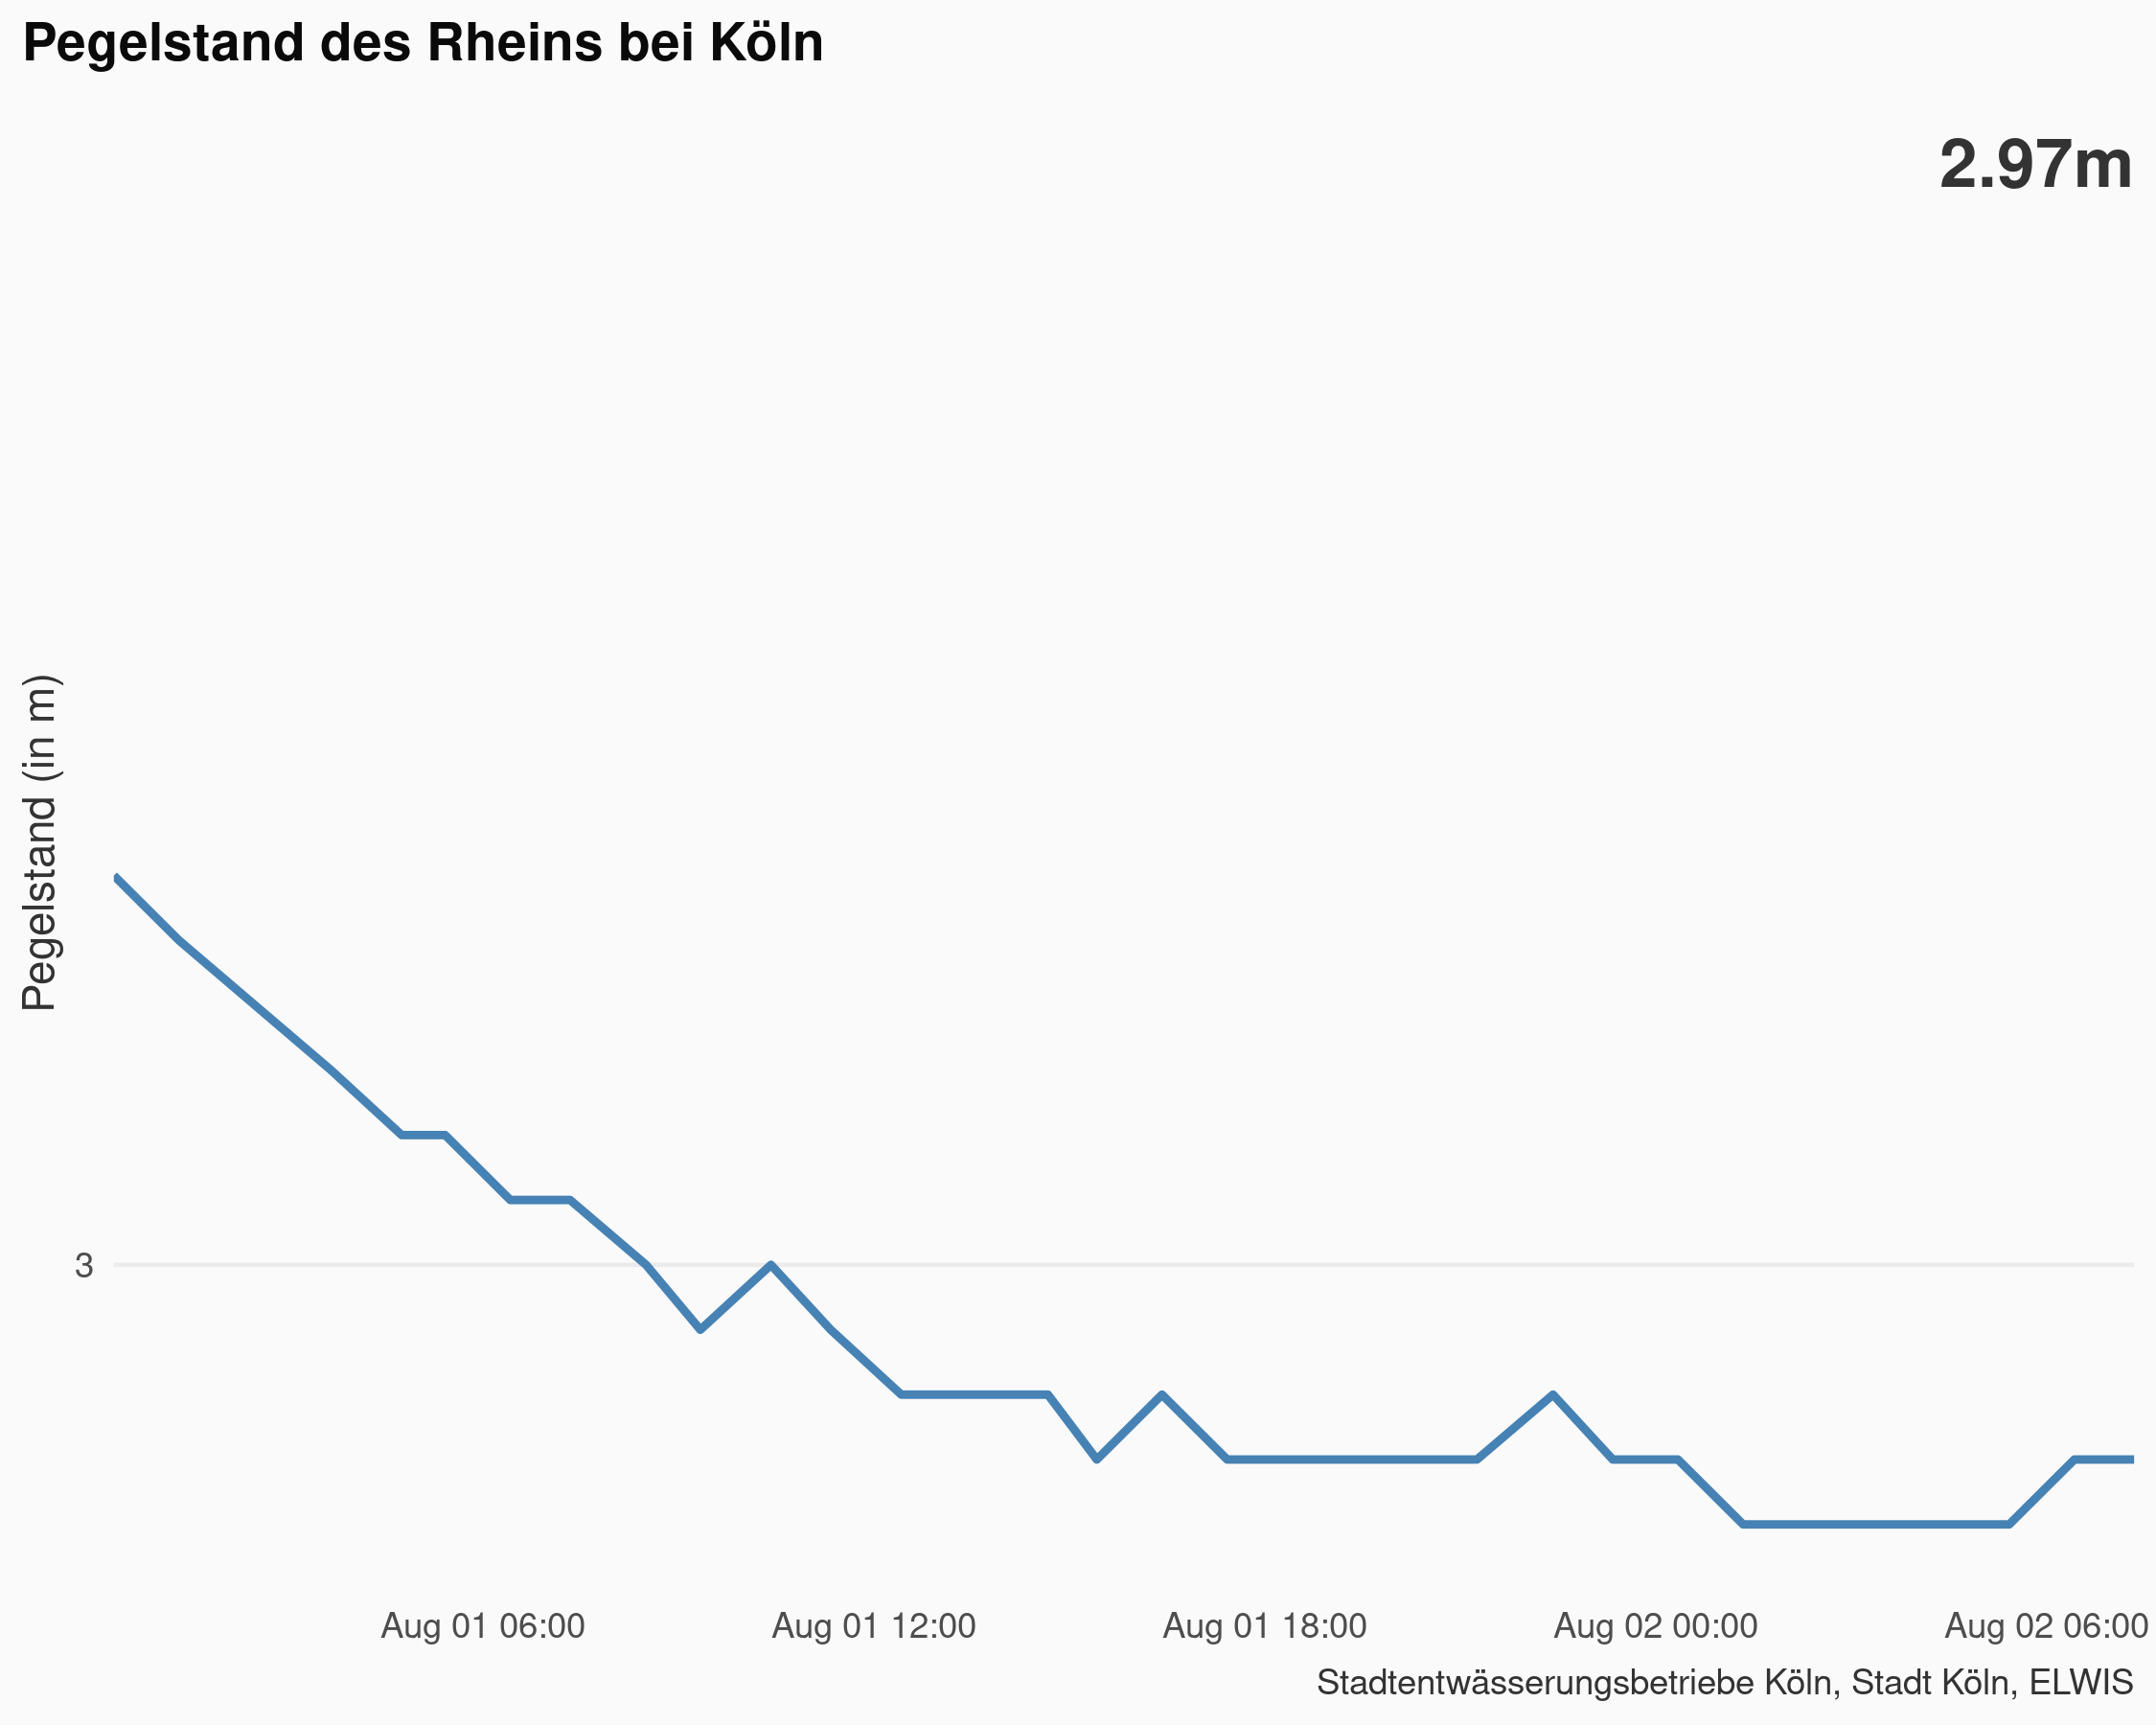 Pegelstand des Rheins bei Köln
2.97m
Pegelstand (in m)
3
Aug 01 06:00
Aug 01 12:00
Aug 01 18:00
Aug 02 00:00
Aug 02 06:00
Stadtentwässerungsbetriebe Köln, Stadt Köln, ELWIS